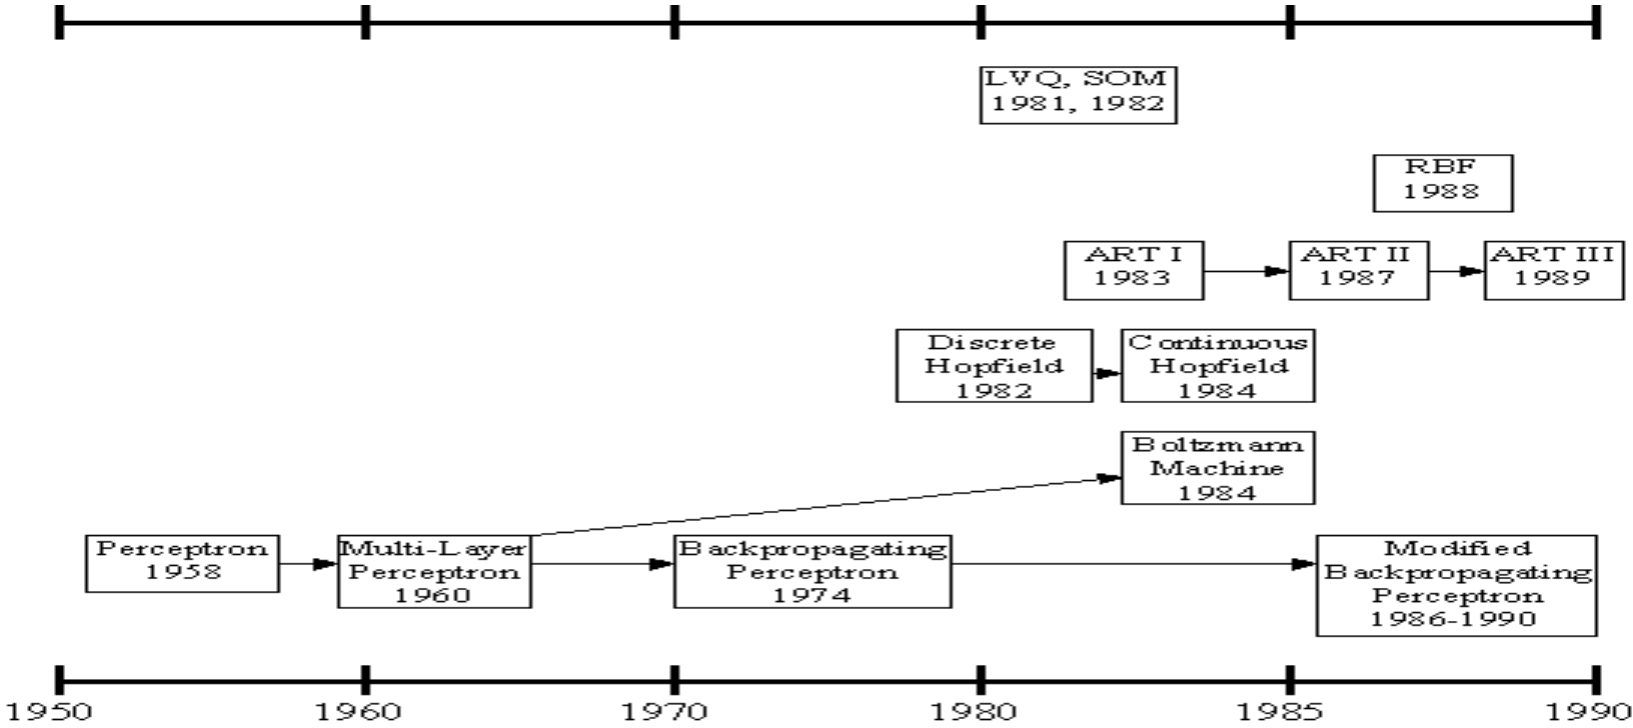 LVQ, SOM
1981, 1982
RBF
1988
ART I
1983
ART II
1987
ART III
1989
Discrete
Hopfield
1982
Continuous
Hopfield
1984
Boltzmann
Machine
1984
Perceptron
1958
Multi-Layer
Perceptron
1960
Backpropagating
Perceptron
1974
Modified
Backpropagating
Perceptron
1986-1990
1950
1960
1970
1980
1985
1990